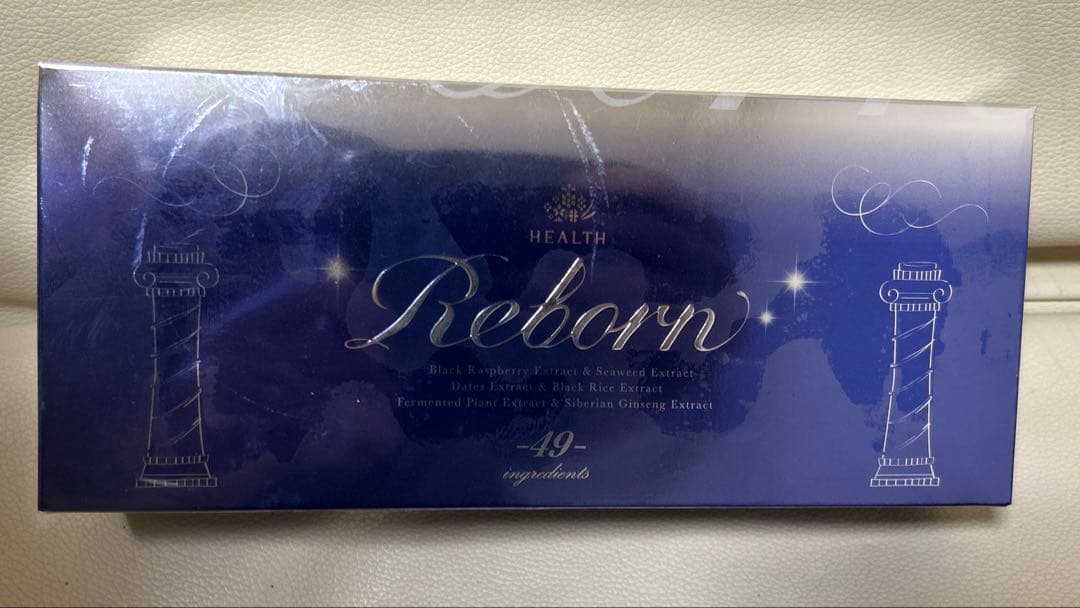 HEALTH
Reborn
Black Raspberry Extract & Seaweed Extract
Dates Extract & Black Rice Extract
Fermented Plant Extract & Siberian Ginseng Extract
-49-
ingredients